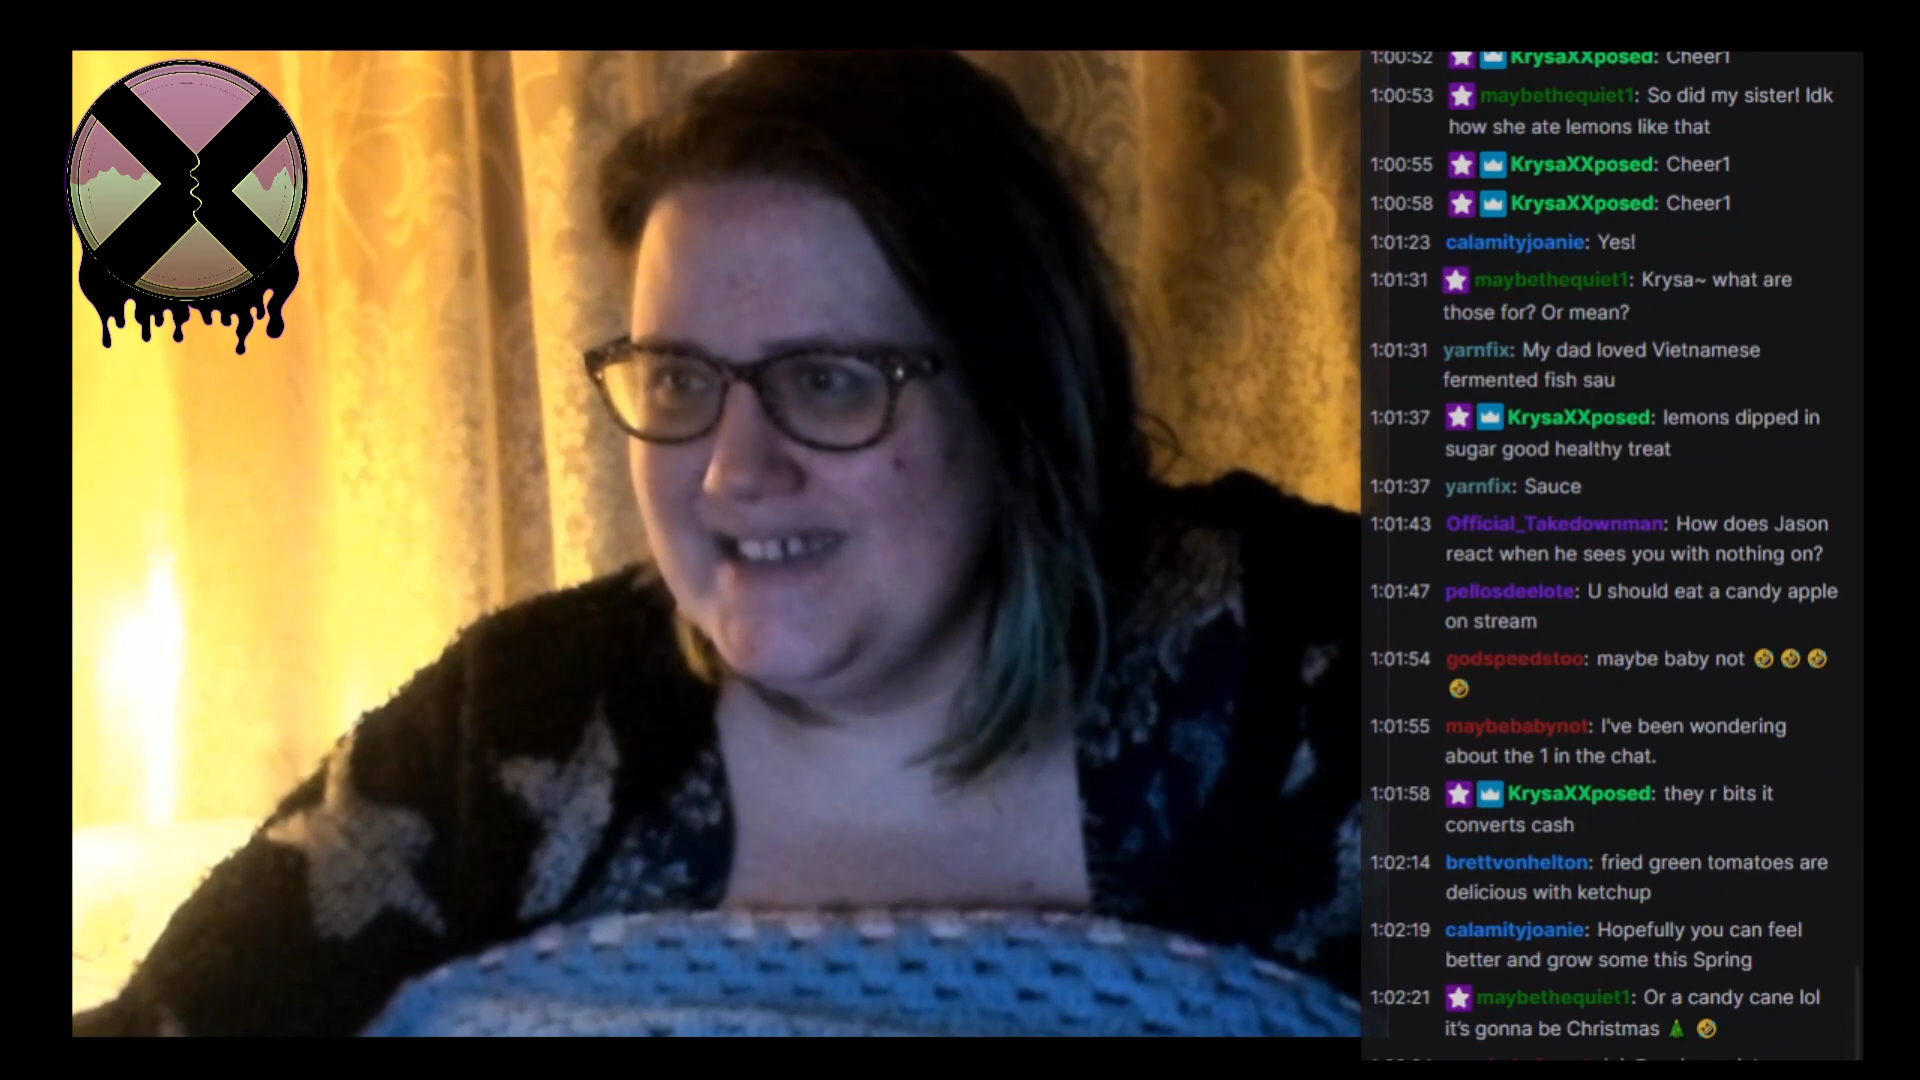 1:00:52 KrysaXXposed: Cheer1
1:00:53 maybethequiet1: So did my sister! Idk
how she ate lemons like that
1:00:55 KrysaXXposed: Cheer1
1:00:58 KrysaXXposed: Cheer1
1:01:23 calamityjoanie: Yes!
1:01:31 maybethequiet1: Krysa~ what are
those for? Or mean?
1:01:31 yarnfix: My dad loved Vietnamese
fermented fish sau
1:01:37 KrysaXXposed: lemons dipped in
sugar good healthy treat
1:01:37 yarnfix: Sauce
1:01:43 Official_Takedownman: How does Jason
react when he sees you with nothing on?
1:01:47 pellosdeelote: U should eat a candy apple
on stream
1:01:54 godspeedstoo: maybe baby not 🤣 🤣 🤣
🤣
1:01:55 maybebabynot: I've been wondering
about the 1 in the chat.
1:01:58 KrysaXXposed: they r bits it
converts cash
1:02:14 brettvonhelton: fried green tomatoes are
delicious with ketchup
1:02:19 calamityjoanie: Hopefully you can feel
better and grow some this Spring
1:02:21 maybethequiet1: Or a candy cane lol
it's gonna be Christmas 🎄 🤣